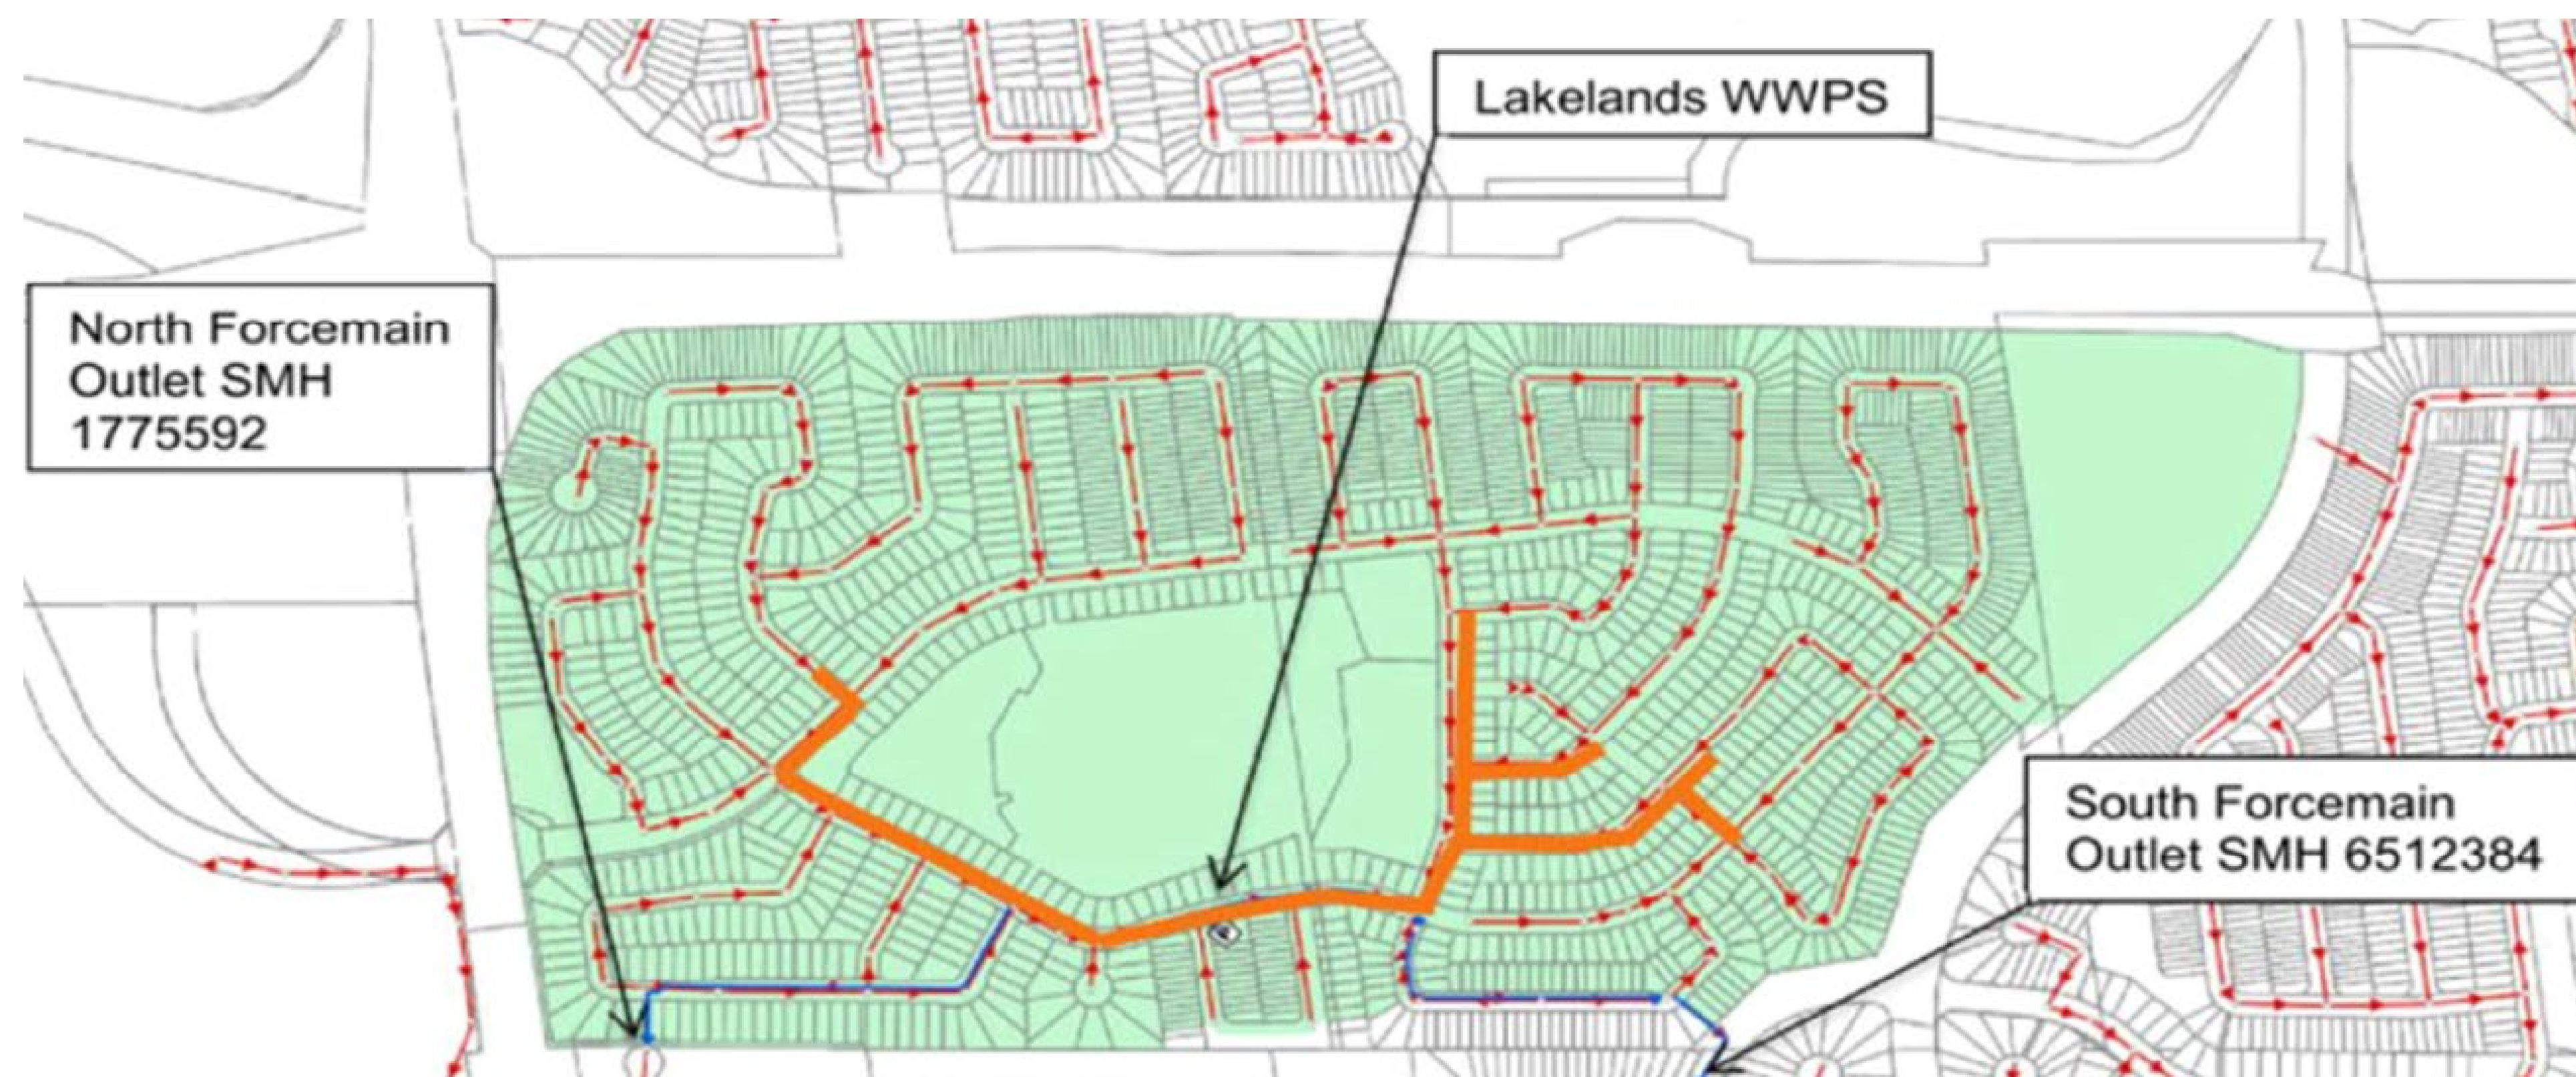 Lakelands WWPS
North Forcemain
Outlet SMH
1775592
South Forcemain
Outlet SMH 6512384